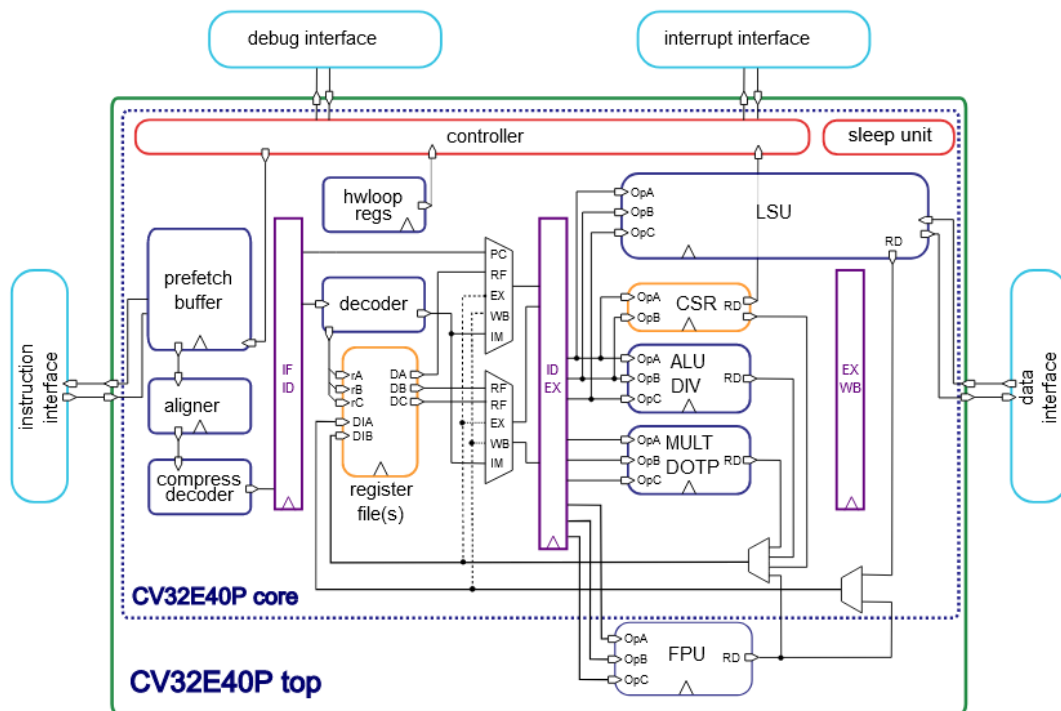 debug interface
interrupt interface
controller
sleep unit
hwloop
regs
OpA
OpB
OpC
LSU
RD
prefetch
buffer
IF
ID
decoder
PC
RF
EX
WB
IM
ID
EX
OpA
OpB
CSR
RD
EX
WB
instruction
interface
data
interface
aligner
rA
rB
rC
DIA
DIB
DA
DB
DC
RF
RF
EX
WB
IM
OpA
OpB
OpC
ALU
DIV
RD
compress
decoder
register
file(s)
OpA
OpB
OpC
MULT
DOTP
RD
CV32E40P core
OpA
OpB
OpC
FPU
RD
CV32E40P top